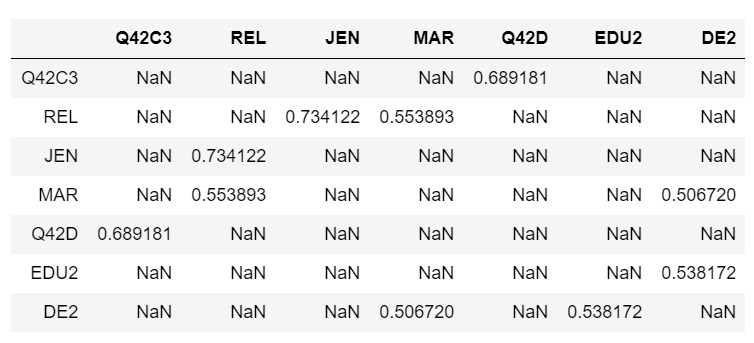 Q42C3 REL JEN MAR Q42D EDU2 DE2
Q42C3 NaN NaN NaN NaN 0.689181 NaN NaN
REL NaN NaN 0.734122 0.553893 NaN NaN NaN
JEN NaN 0.734122 NaN NaN NaN NaN NaN
MAR NaN 0.553893 NaN NaN NaN NaN 0.506720
Q42D 0.689181 NaN NaN NaN NaN NaN NaN
EDU2 NaN NaN NaN NaN NaN NaN 0.538172
DE2 NaN NaN NaN 0.506720 NaN 0.538172 NaN